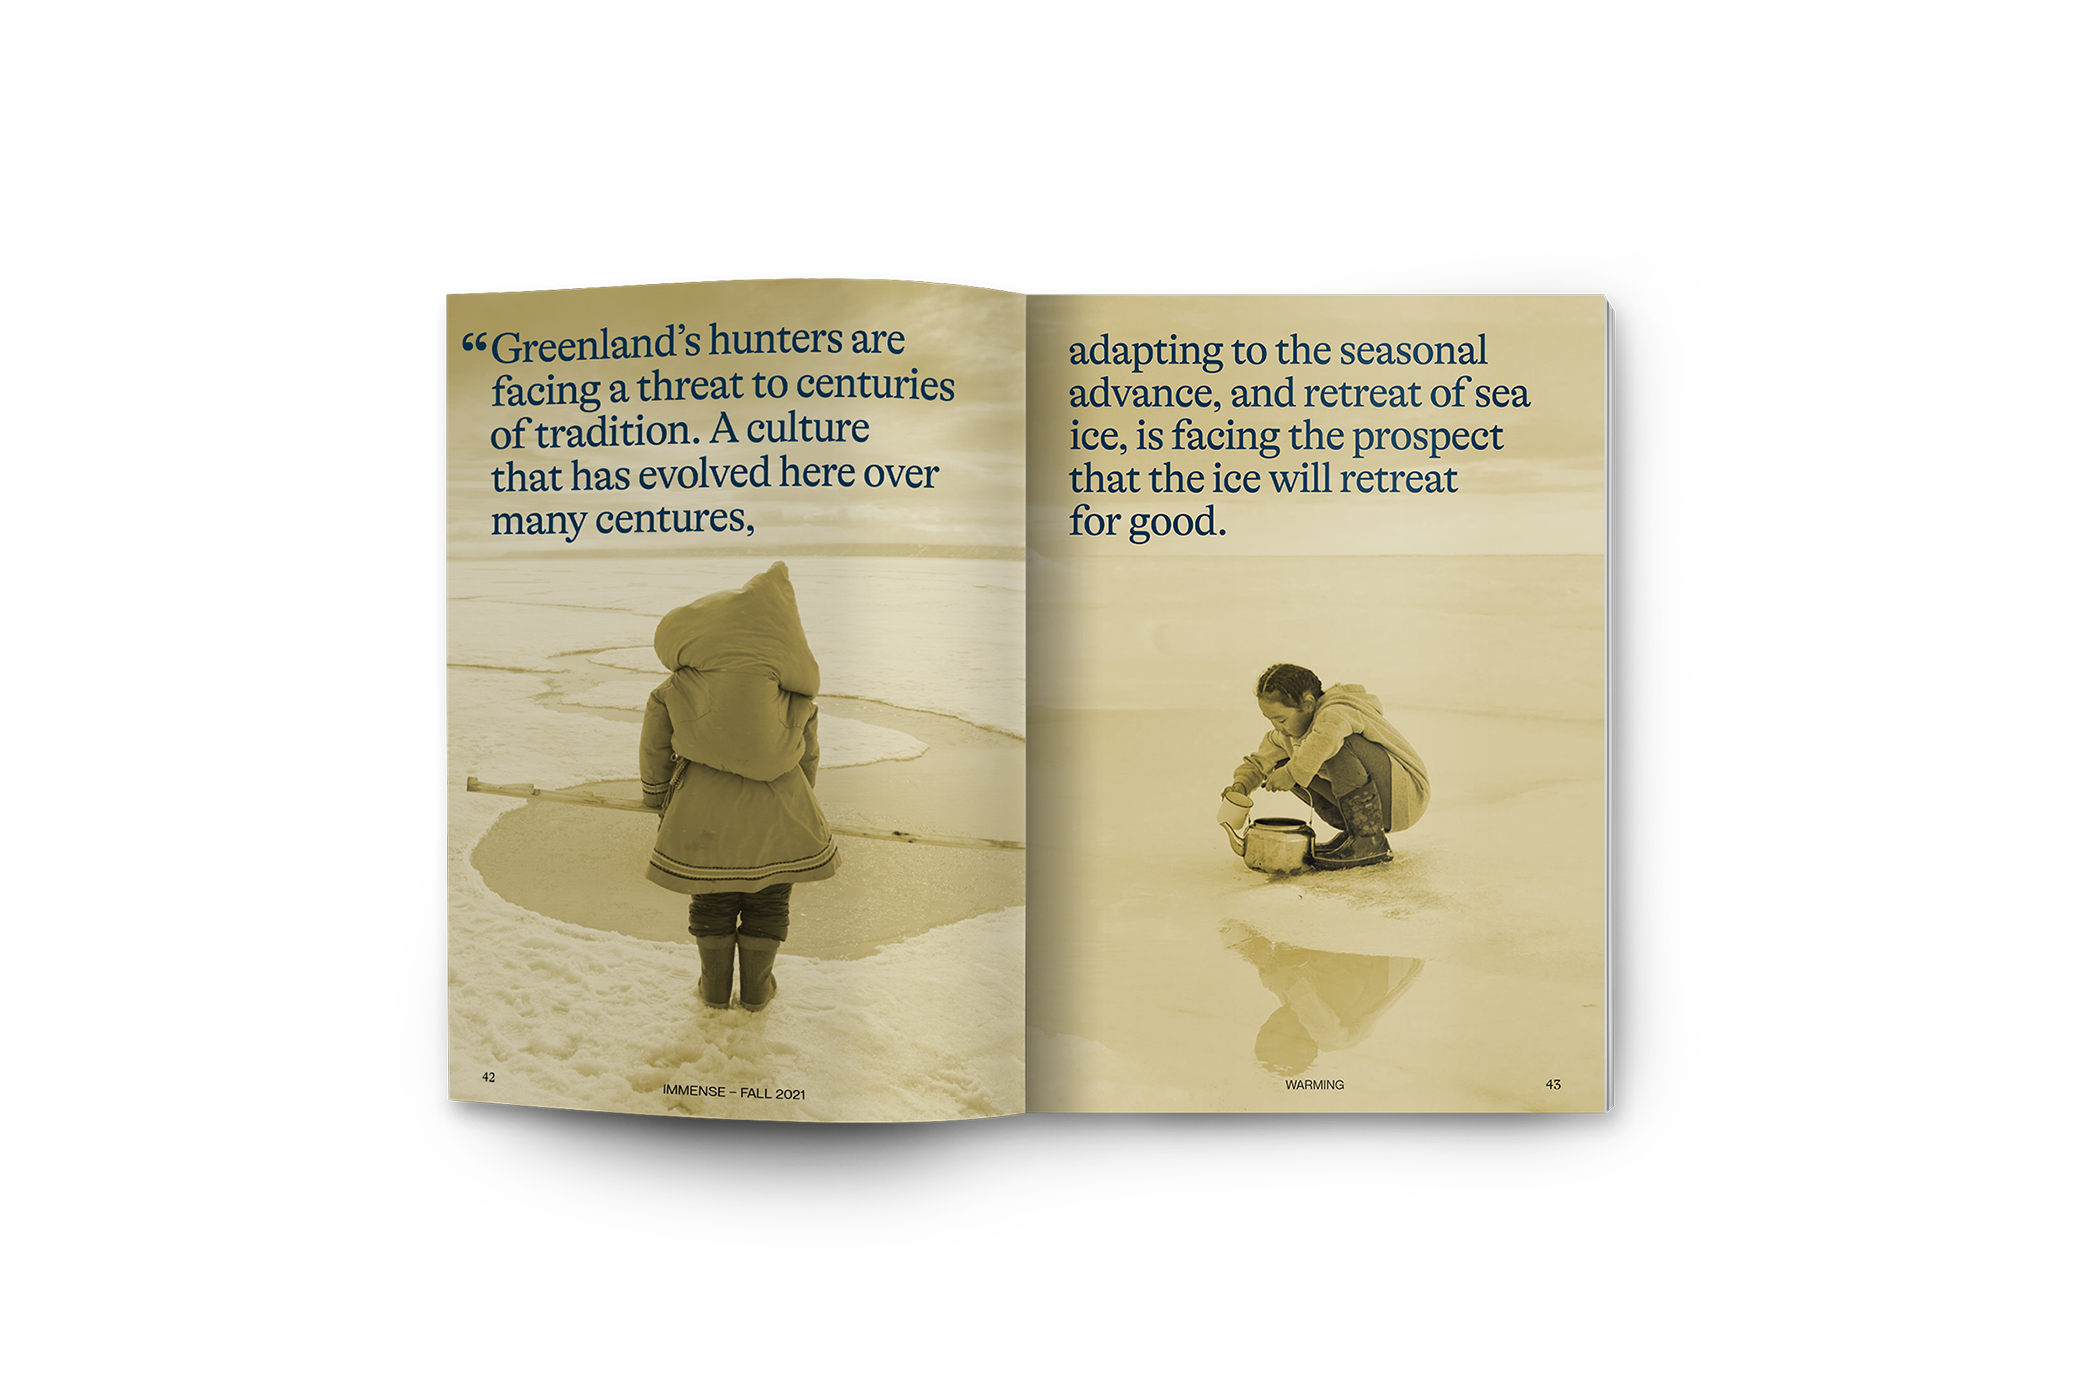 “Greenland’s hunters are
facing a threat to centuries
of tradition. A culture
that has evolved here over
many centures,
42
IMMENSE – FALL 2021
adapting to the seasonal
advance, and retreat of sea
ice, is facing the prospect
that the ice will retreat
for good.
WARMING
43